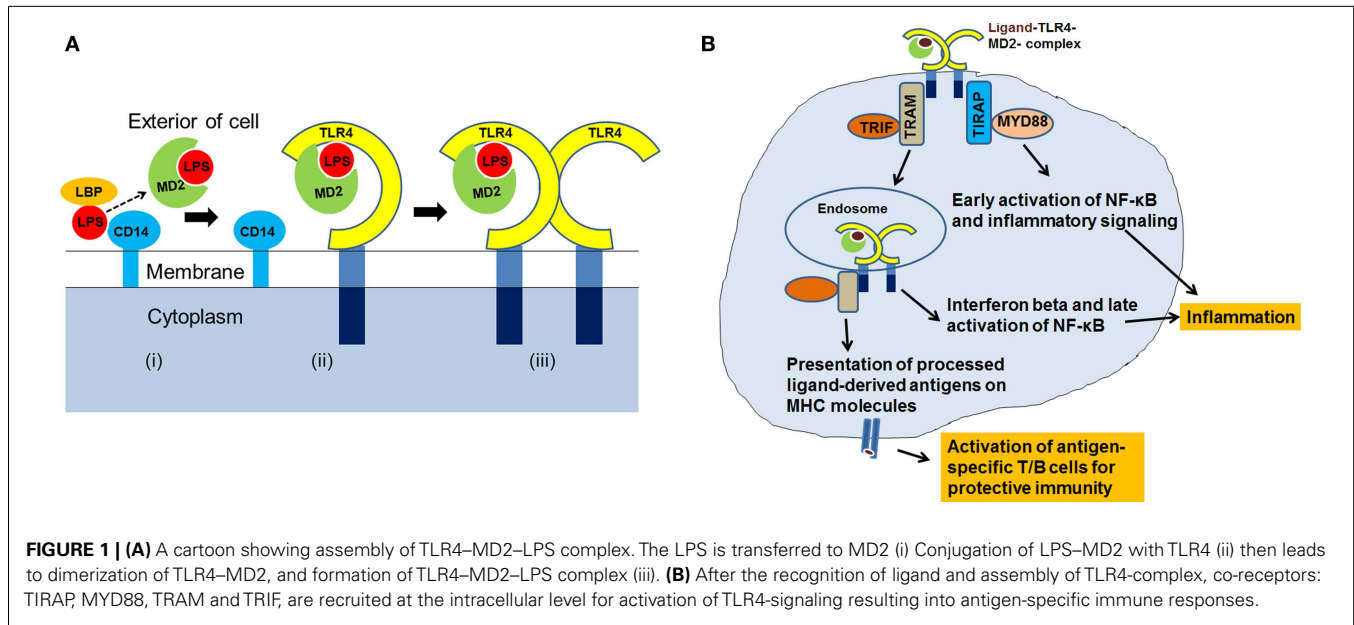 A
Exterior of cell
LBP
LPS
MD2
LPS
CD14
CD14
TLR4
LPS
MD2
TLR4
TLR4
LPS
MD2
Membrane
Cytoplasm
(i)
(ii)
(iii)
B
Ligand-TLR4-
MD2- complex
TRIF
TRAM
TIRAP
MYD88
Endosome
Early activation of NF-κB
and inflammatory signaling
Interferon beta and late
activation of NF-κB
Inflammation
Presentation of processed
ligand-derived antigens on
MHC molecules
Activation of antigen-
specific T/B cells for
protective immunity
FIGURE 1 | (A) A cartoon showing assembly of TLR4–MD2–LPS complex. The LPS is transferred to MD2 (i) Conjugation of LPS–MD2 with TLR4 (ii) then leads
to dimerization of TLR4–MD2, and formation of TLR4–MD2–LPS complex (iii). (B) After the recognition of ligand and assembly of TLR4-complex, co-receptors:
TIRAP, MYD88, TRAM and TRIF, are recruited at the intracellular level for activation of TLR4-signaling resulting into antigen-specific immune responses.